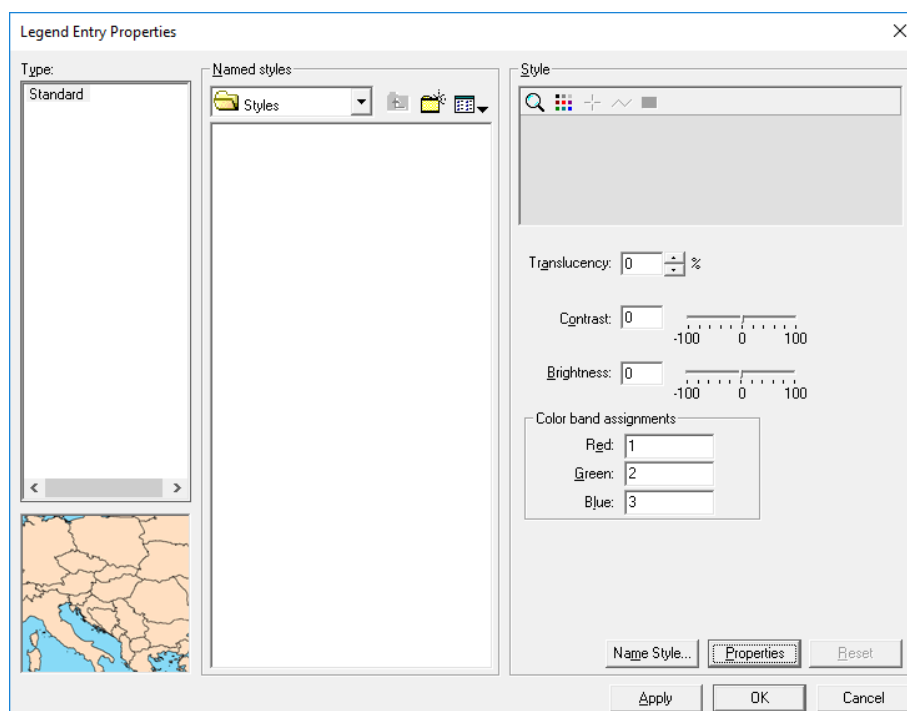 Legend Entry Properties
Type:
Standard
Named styles
Styles
Style
Translucency: 0 %
Contrast: 0
-100 0 100
Brightness: 0
-100 0 100
Color band assignments
Red: 1
Green: 2
Blue: 3
Name Style...
Properties
Reset
Apply
OK
Cancel